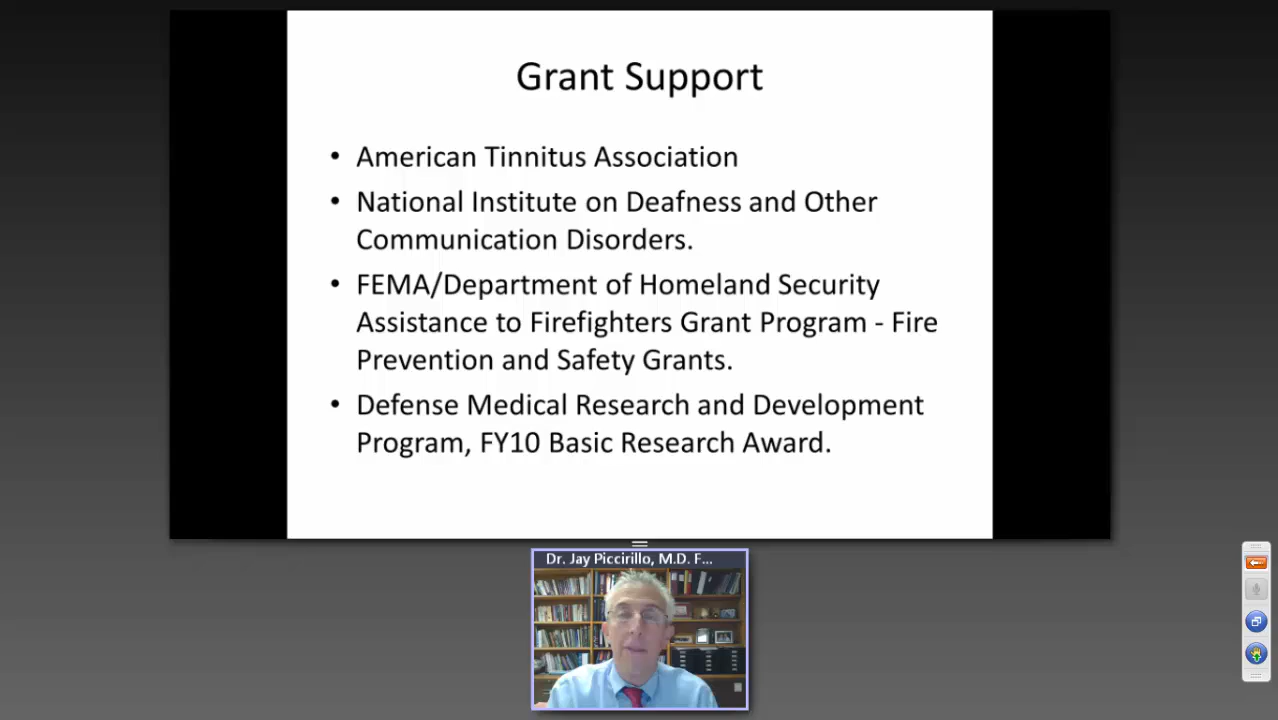 Grant Support
• American Tinnitus Association
• National Institute on Deafness and Other
Communication Disorders.
• FEMA/Department of Homeland Security
Assistance to Firefighters Grant Program - Fire
Prevention and Safety Grants.
• Defense Medical Research and Development
Program, FY10 Basic Research Award.
Dr. Jay Piccirillo, M.D. F...